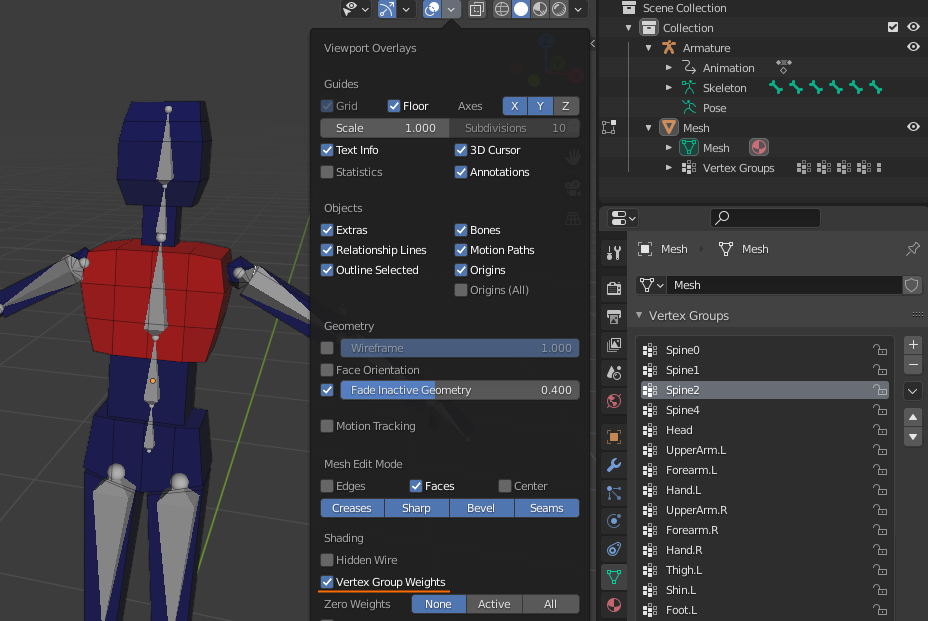 Viewport Overlays
Guides
Grid Floor Axes X Y Z
Scale 1.000 Subdivisions 10
Text Info 3D Cursor
Statistics Annotations
Objects
Extras Bones
Relationship Lines Motion Paths
Outline Selected Origins
Origins (All)
Geometry
Wireframe 1.000
Face Orientation
Fade Inactive Geometry 0.400
Motion Tracking
Mesh Edit Mode
Edges Faces Center
Creases Sharp Bevel Seams
Shading
Hidden Wire
Vertex Group Weights
Zero Weights None Active All
Scene Collection
Collection
Armature
Animation
Skeleton
Pose
Mesh
Mesh
Vertex Groups
Mesh Mesh
Mesh
Vertex Groups
Spine0
Spine1
Spine2
Spine4
Head
UpperArm.L
Forearm.L
Hand.L
UpperArm.R
Forearm.R
Hand.R
Thigh.L
Shin.L
Foot.L